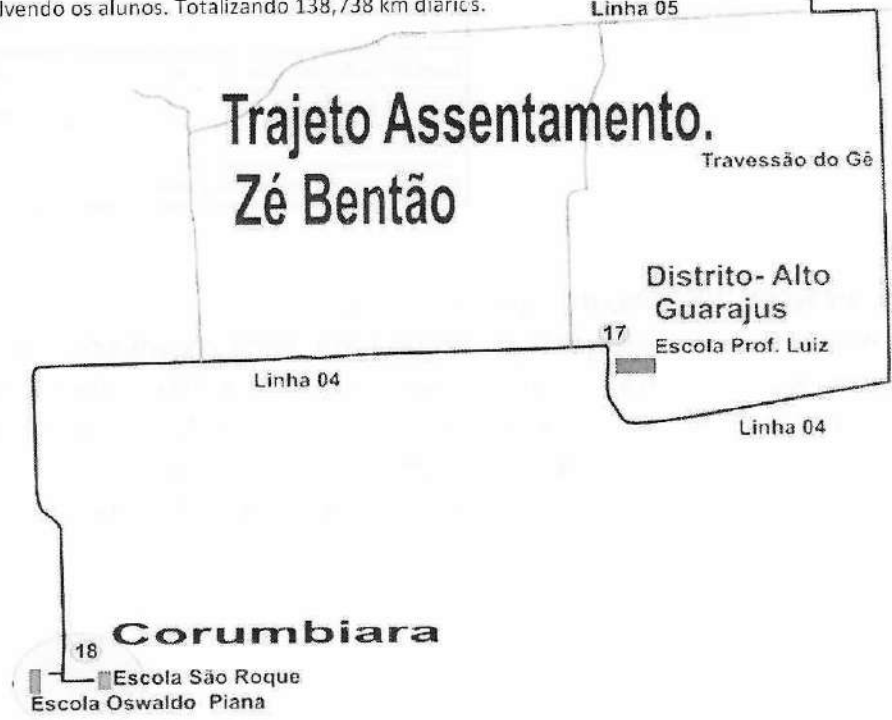 lvendo os alunos. Totalizando 138,738 km diários.
Linha 05
Trajeto Assentamento.
Zé Bentão
Travessão do Gê
Distrito- Alto
Guarajus
17
Escola Prof. Luiz
Linha 04
Linha 04
Corumbiara
18
Escola São Roque
Escola Oswaldo Piana